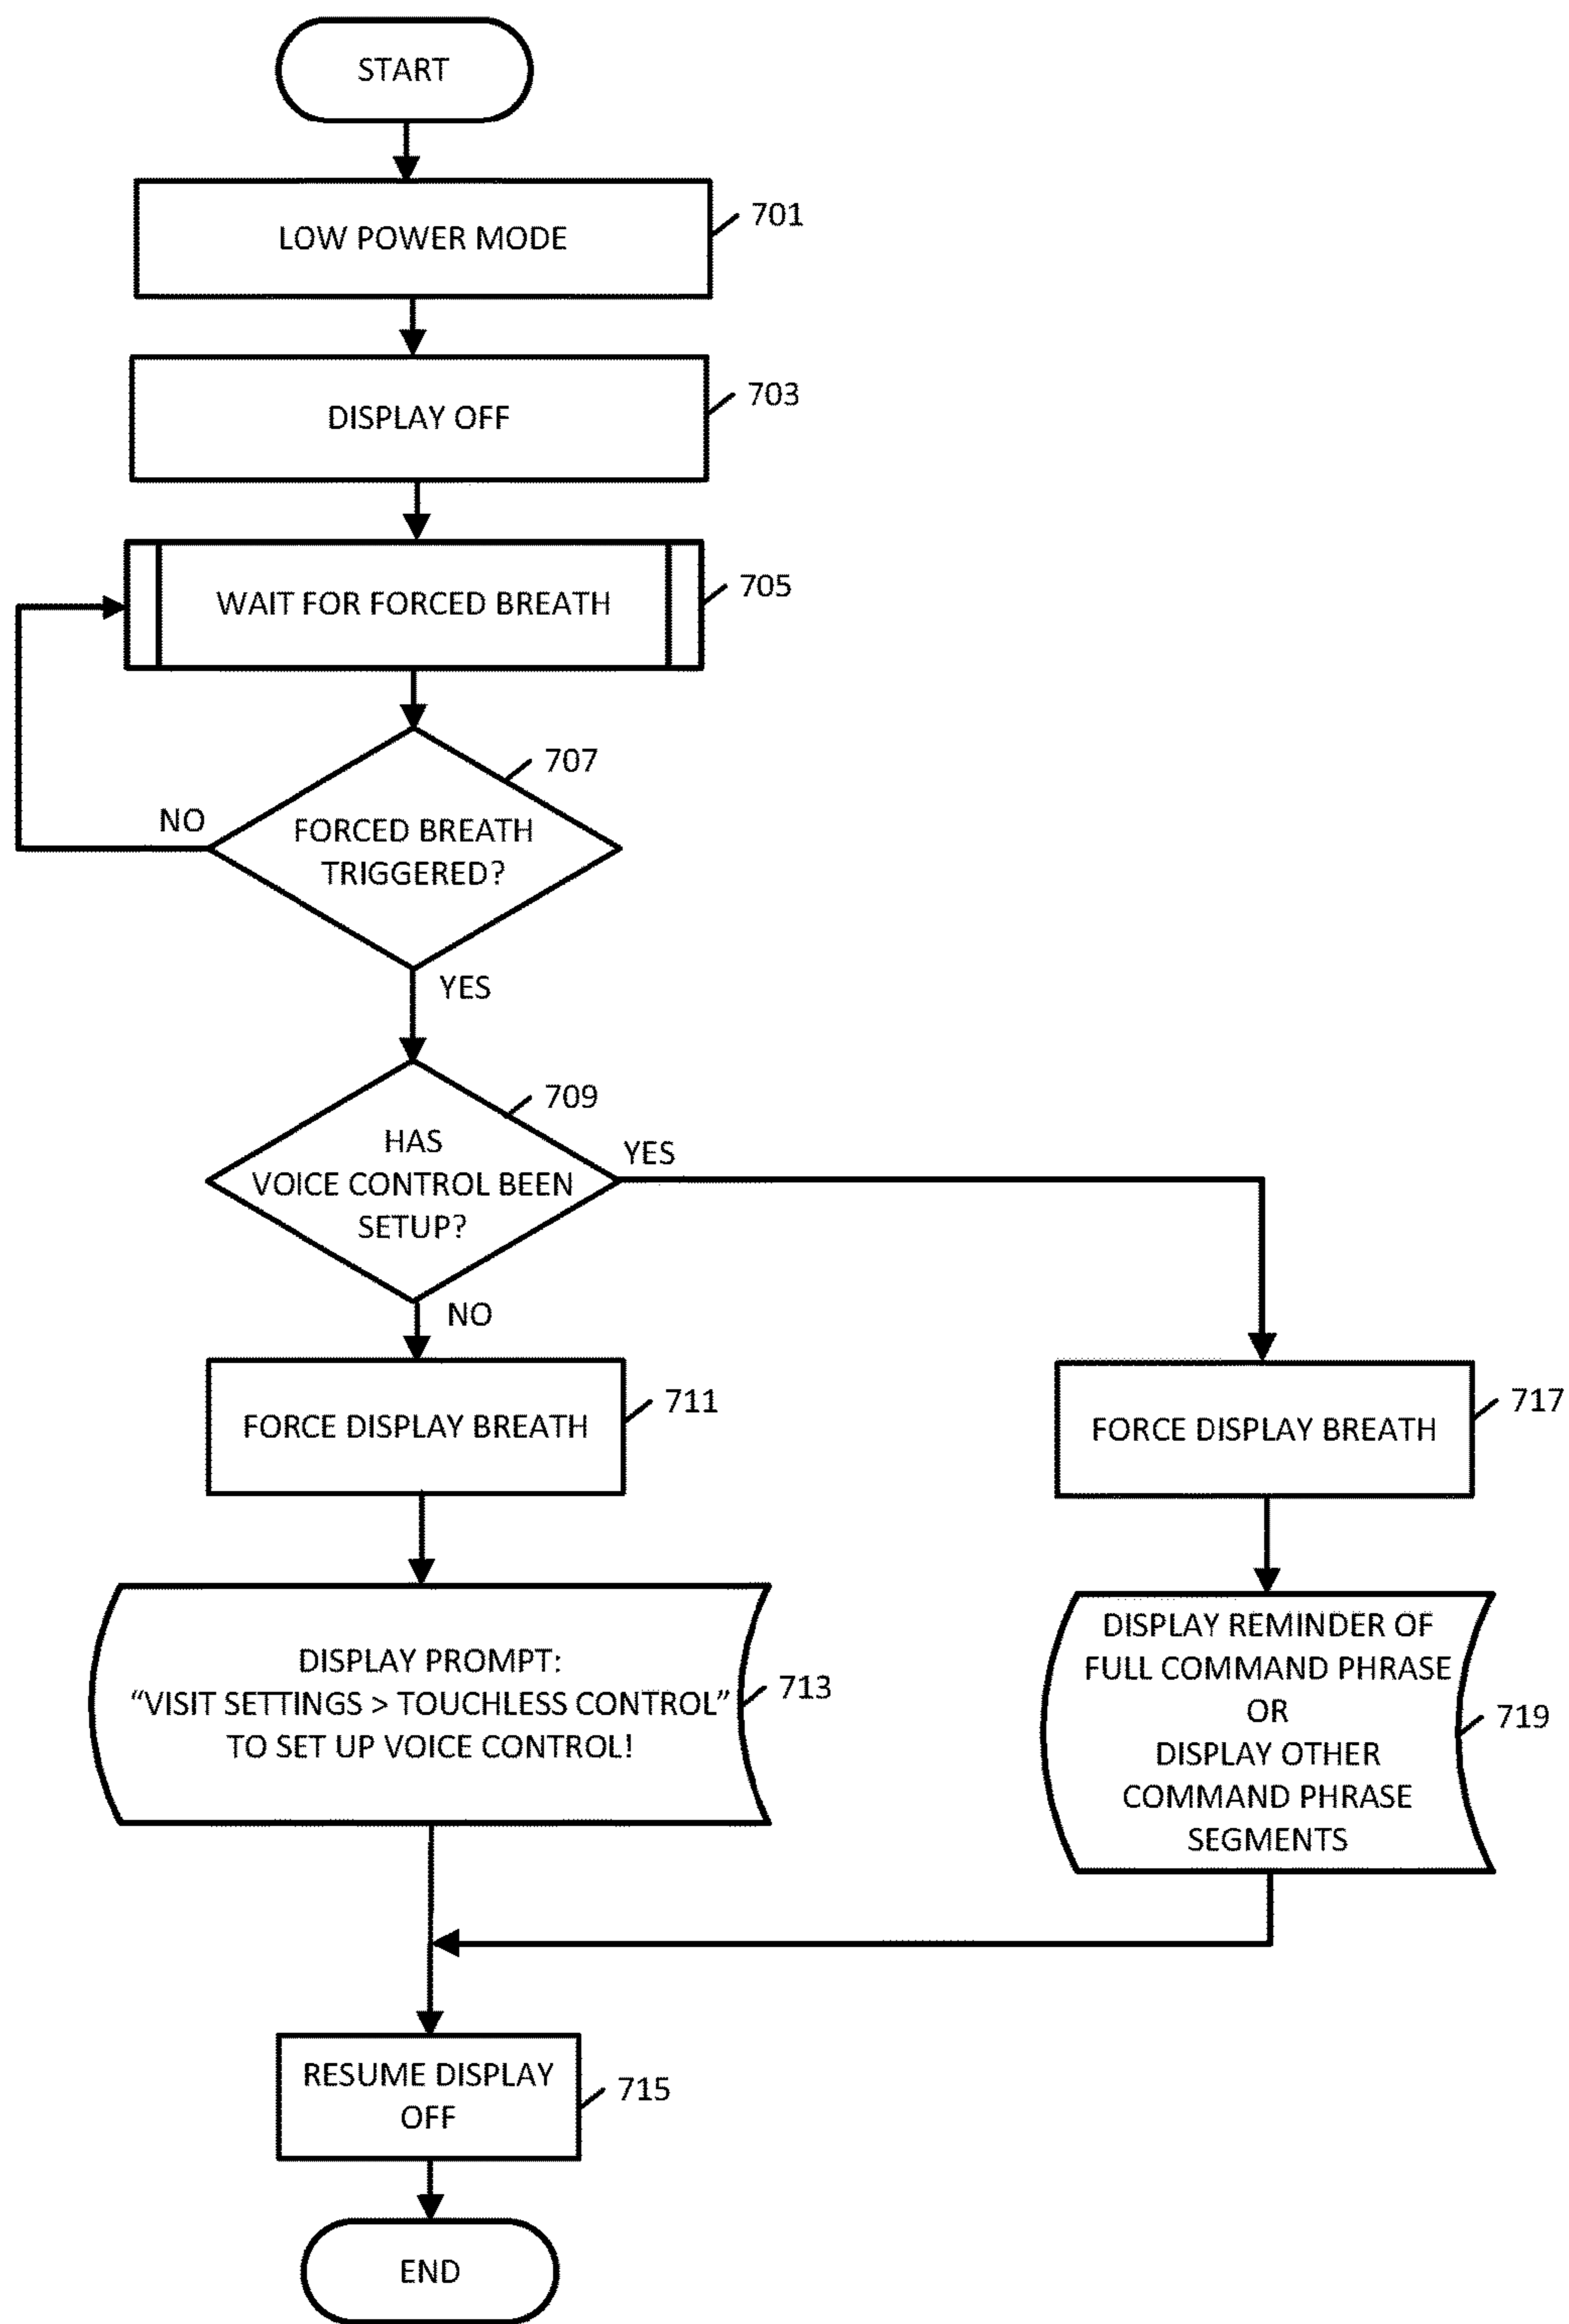 START
LOW POWER MODE
701
DISPLAY OFF
703
WAIT FOR FORCED BREATH
705
707
NO
FORCED BREATH
TRIGGERED?
YES
709
HAS
VOICE CONTROL BEEN
SETUP?
YES
NO
FORCE DISPLAY BREATH
711
FORCE DISPLAY BREATH
717
DISPLAY PROMPT:
“VISIT SETTINGS > TOUCHLESS CONTROL”
TO SET UP VOICE CONTROL!
713
DISPLAY REMINDER OF
FULL COMMAND PHRASE
OR
DISPLAY OTHER
COMMAND PHRASE
SEGMENTS
719
RESUME DISPLAY
OFF
715
END